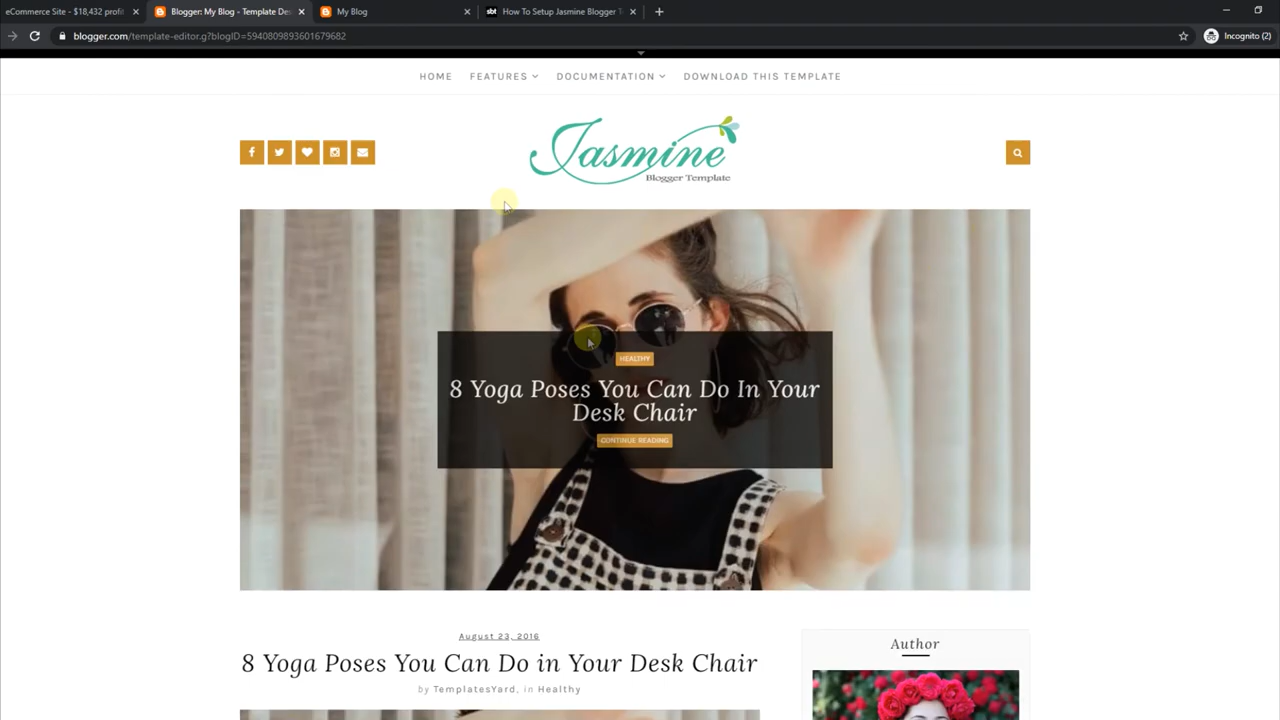 eCommerce Site - $18,432 profit
Blogger: My Blog - Template De
My Blog
How To Setup Jasmine Blogger T
blogger.com/template-editor.g?blogID=5940809893601679682
Incognito (2)
HOME FEATURES DOCUMENTATION DOWNLOAD THIS TEMPLATE
Jasmine
Blogger Template
HEALTHY
8 Yoga Poses You Can Do In Your
Desk Chair
CONTINUE READING
August 23, 2016
8 Yoga Poses You Can Do in Your Desk Chair
by TemplatesYard, in Healthy
Author